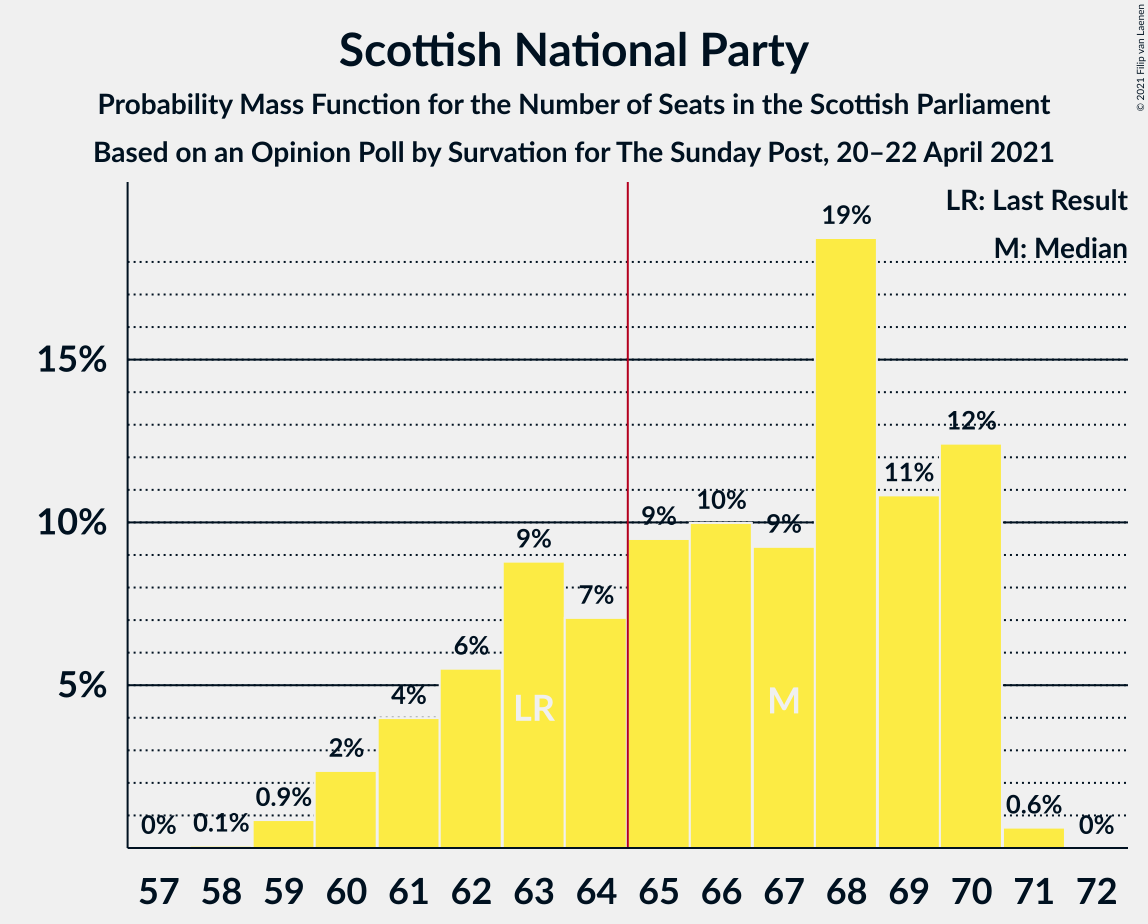 Scottish National Party
Probability Mass Function for the Number of Seats in the Scottish Parliament
Based on an Opinion Poll by Survation for The Sunday Post, 20–22 April 2021
© 2021 Filip van Laenen
LR: Last Result
M: Median
15%
10%
5%
0%
0.1%
0.9%
2%
4%
6%
9%
7%
9%
10%
9%
19%
11%
12%
0.6%
0%
LR
M
57 58 59 60 61 62 63 64 65 66 67 68 69 70 71 72